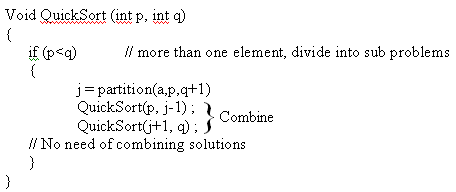 Void QuickSort (int p, int q)
{
if (p<q) // more than one element, divide into sub problems
{
j = partition(a,p,q+1)
QuickSort(p, j-1) ;
QuickSort(j+1, q) ; } Combine
// No need of combining solutions
}
}